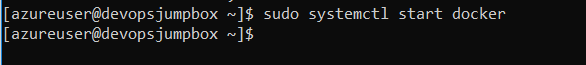 [azureuser@devopsjumpbox ~]$ sudo systemctl start docker
[azureuser@devopsjumpbox ~]$